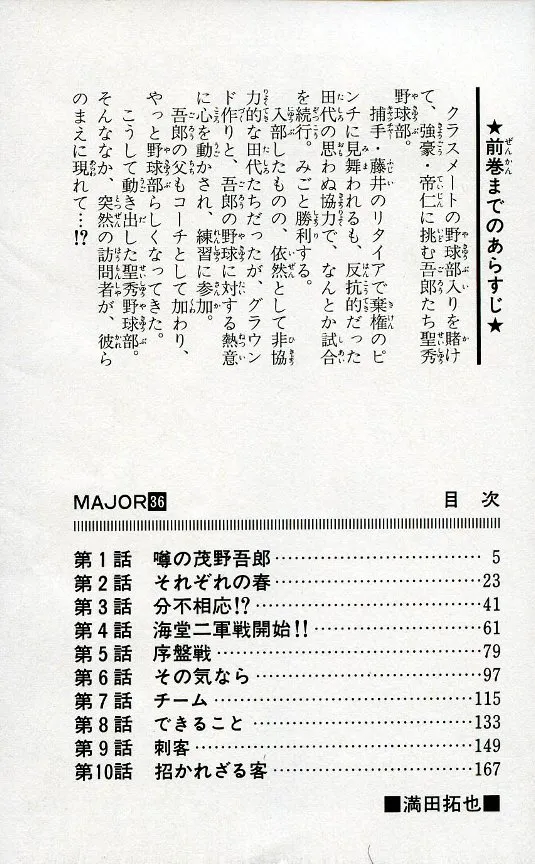 ★前巻までのあらすじ★
クラスメートの野球部入りを賭け
て、強豪・帝仁に挑む吾郎たち聖秀
野球部。
捕手・藤井のリタイアで棄権のピ
ンチに見舞われるも、反抗的だった
田代の思わぬ協力で、なんとか試合
を続行。みごと勝利する。
入部したものの、依然として非協
力的な田代たちだったが、グラウン
ド作りと、吾郎の野球に対する熱意
に心を動かされ、練習に参加。
吾郎の父もコーチとして加わり、
やっと野球部らしくなってきた。
こうして動き出した聖秀野球部。
そんななか、突然の訪問者が、彼ら
のまえに現れて…!?
MAJOR36 目次
第1話 噂の茂野吾郎 5
第2話 それぞれの春 23
第3話 分不相応!? 41
第4話 海堂二軍戦開始!! 61
第5話 序盤戦 79
第6話 その気なら 97
第7話 チーム 115
第8話 できること 133
第9話 刺客 149
第10話 招かれざる客 167
■満田拓也■